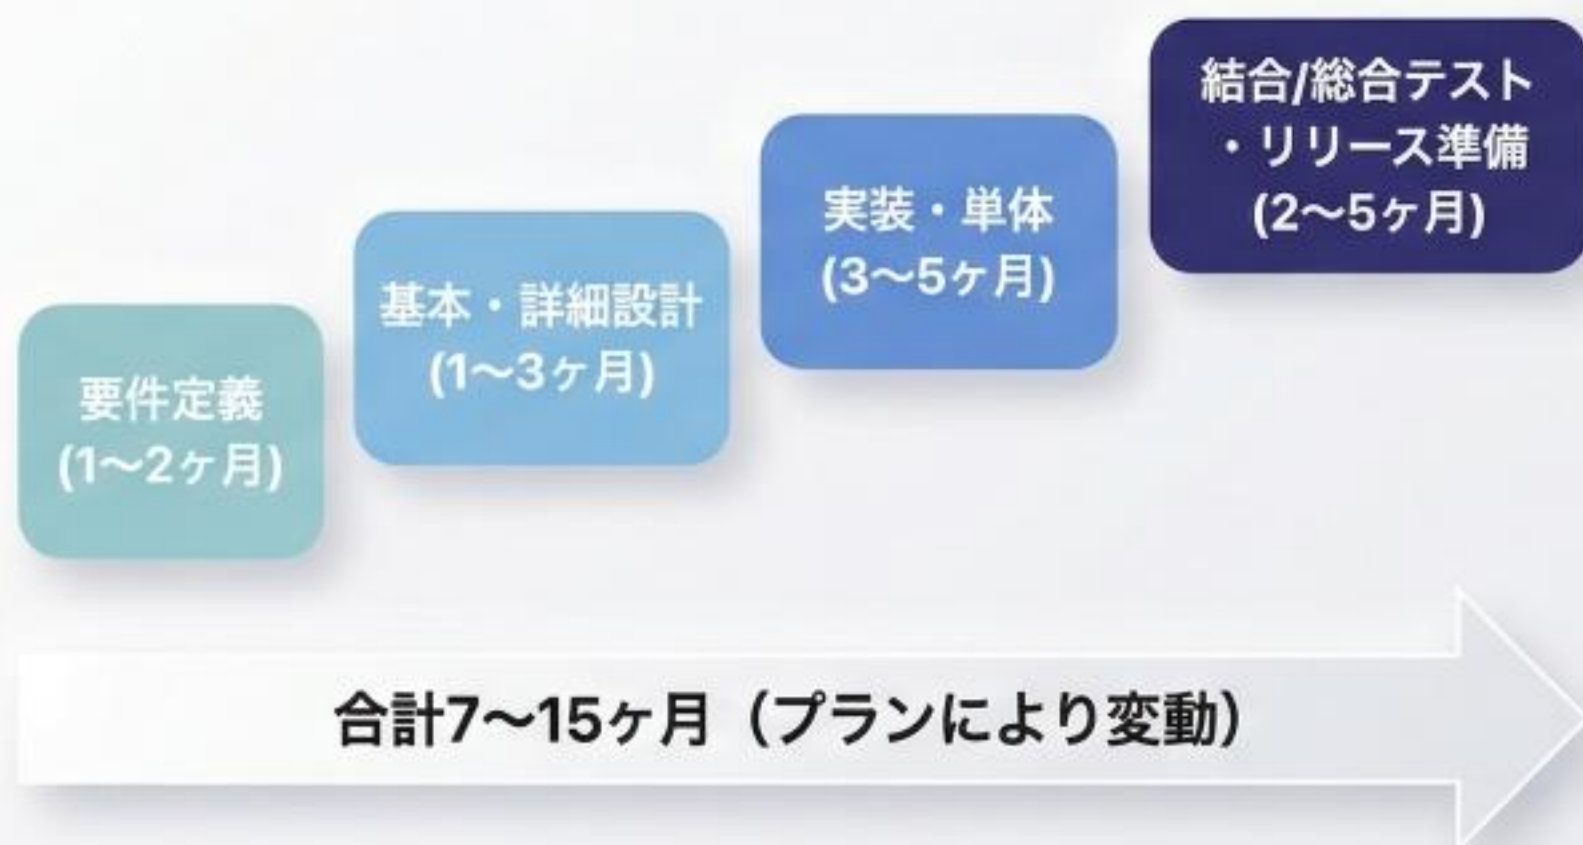 要件定義
(1〜2ヶ月)
基本・詳細設計
(1〜3ヶ月)
実装・単体
(3〜5ヶ月)
結合/総合テスト
・リリース準備
(2〜5ヶ月)
合計7〜15ヶ月（プランにより変動）